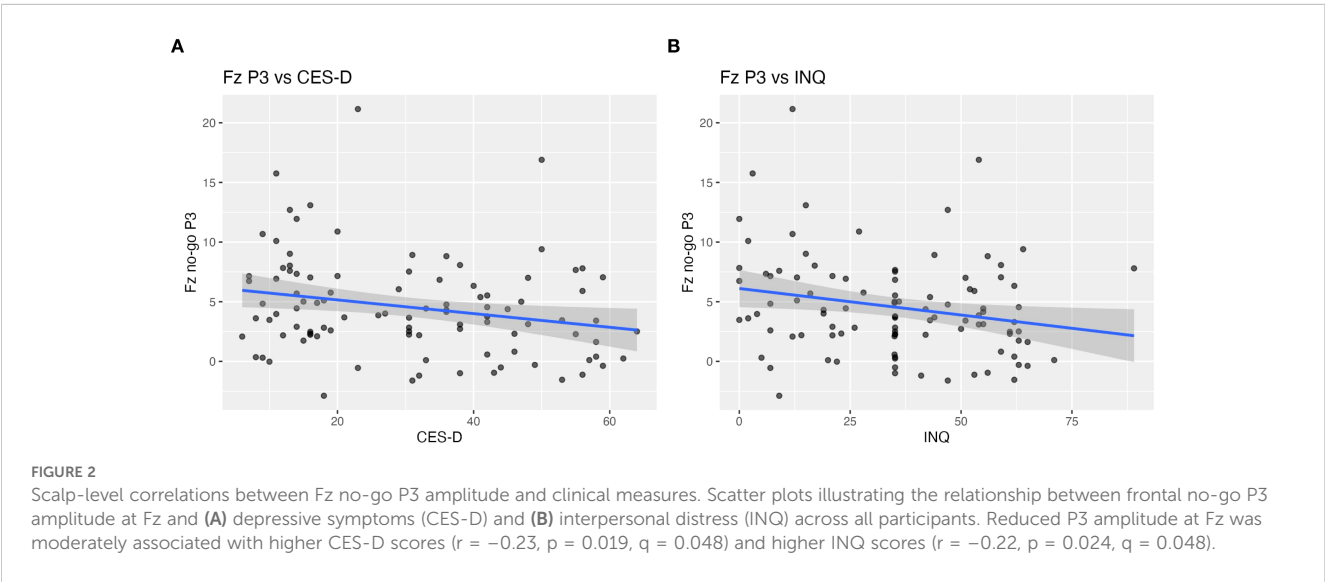 A
B
Fz P3 vs CES-D
Fz P3 vs INQ
Fz no-go P3
20
15
10
5
0
20
40
60
CES-D
Fz no-go P3
20
15
10
5
0
0
25
50
75
INQ
FIGURE 2
Scalp-level correlations between Fz no-go P3 amplitude and clinical measures. Scatter plots illustrating the relationship between frontal no-go P3
amplitude at Fz and (A) depressive symptoms (CES-D) and (B) interpersonal distress (INQ) across all participants. Reduced P3 amplitude at Fz was
moderately associated with higher CES-D scores (r = −0.23, p = 0.019, q = 0.048) and higher INQ scores (r = −0.22, p = 0.024, q = 0.048).